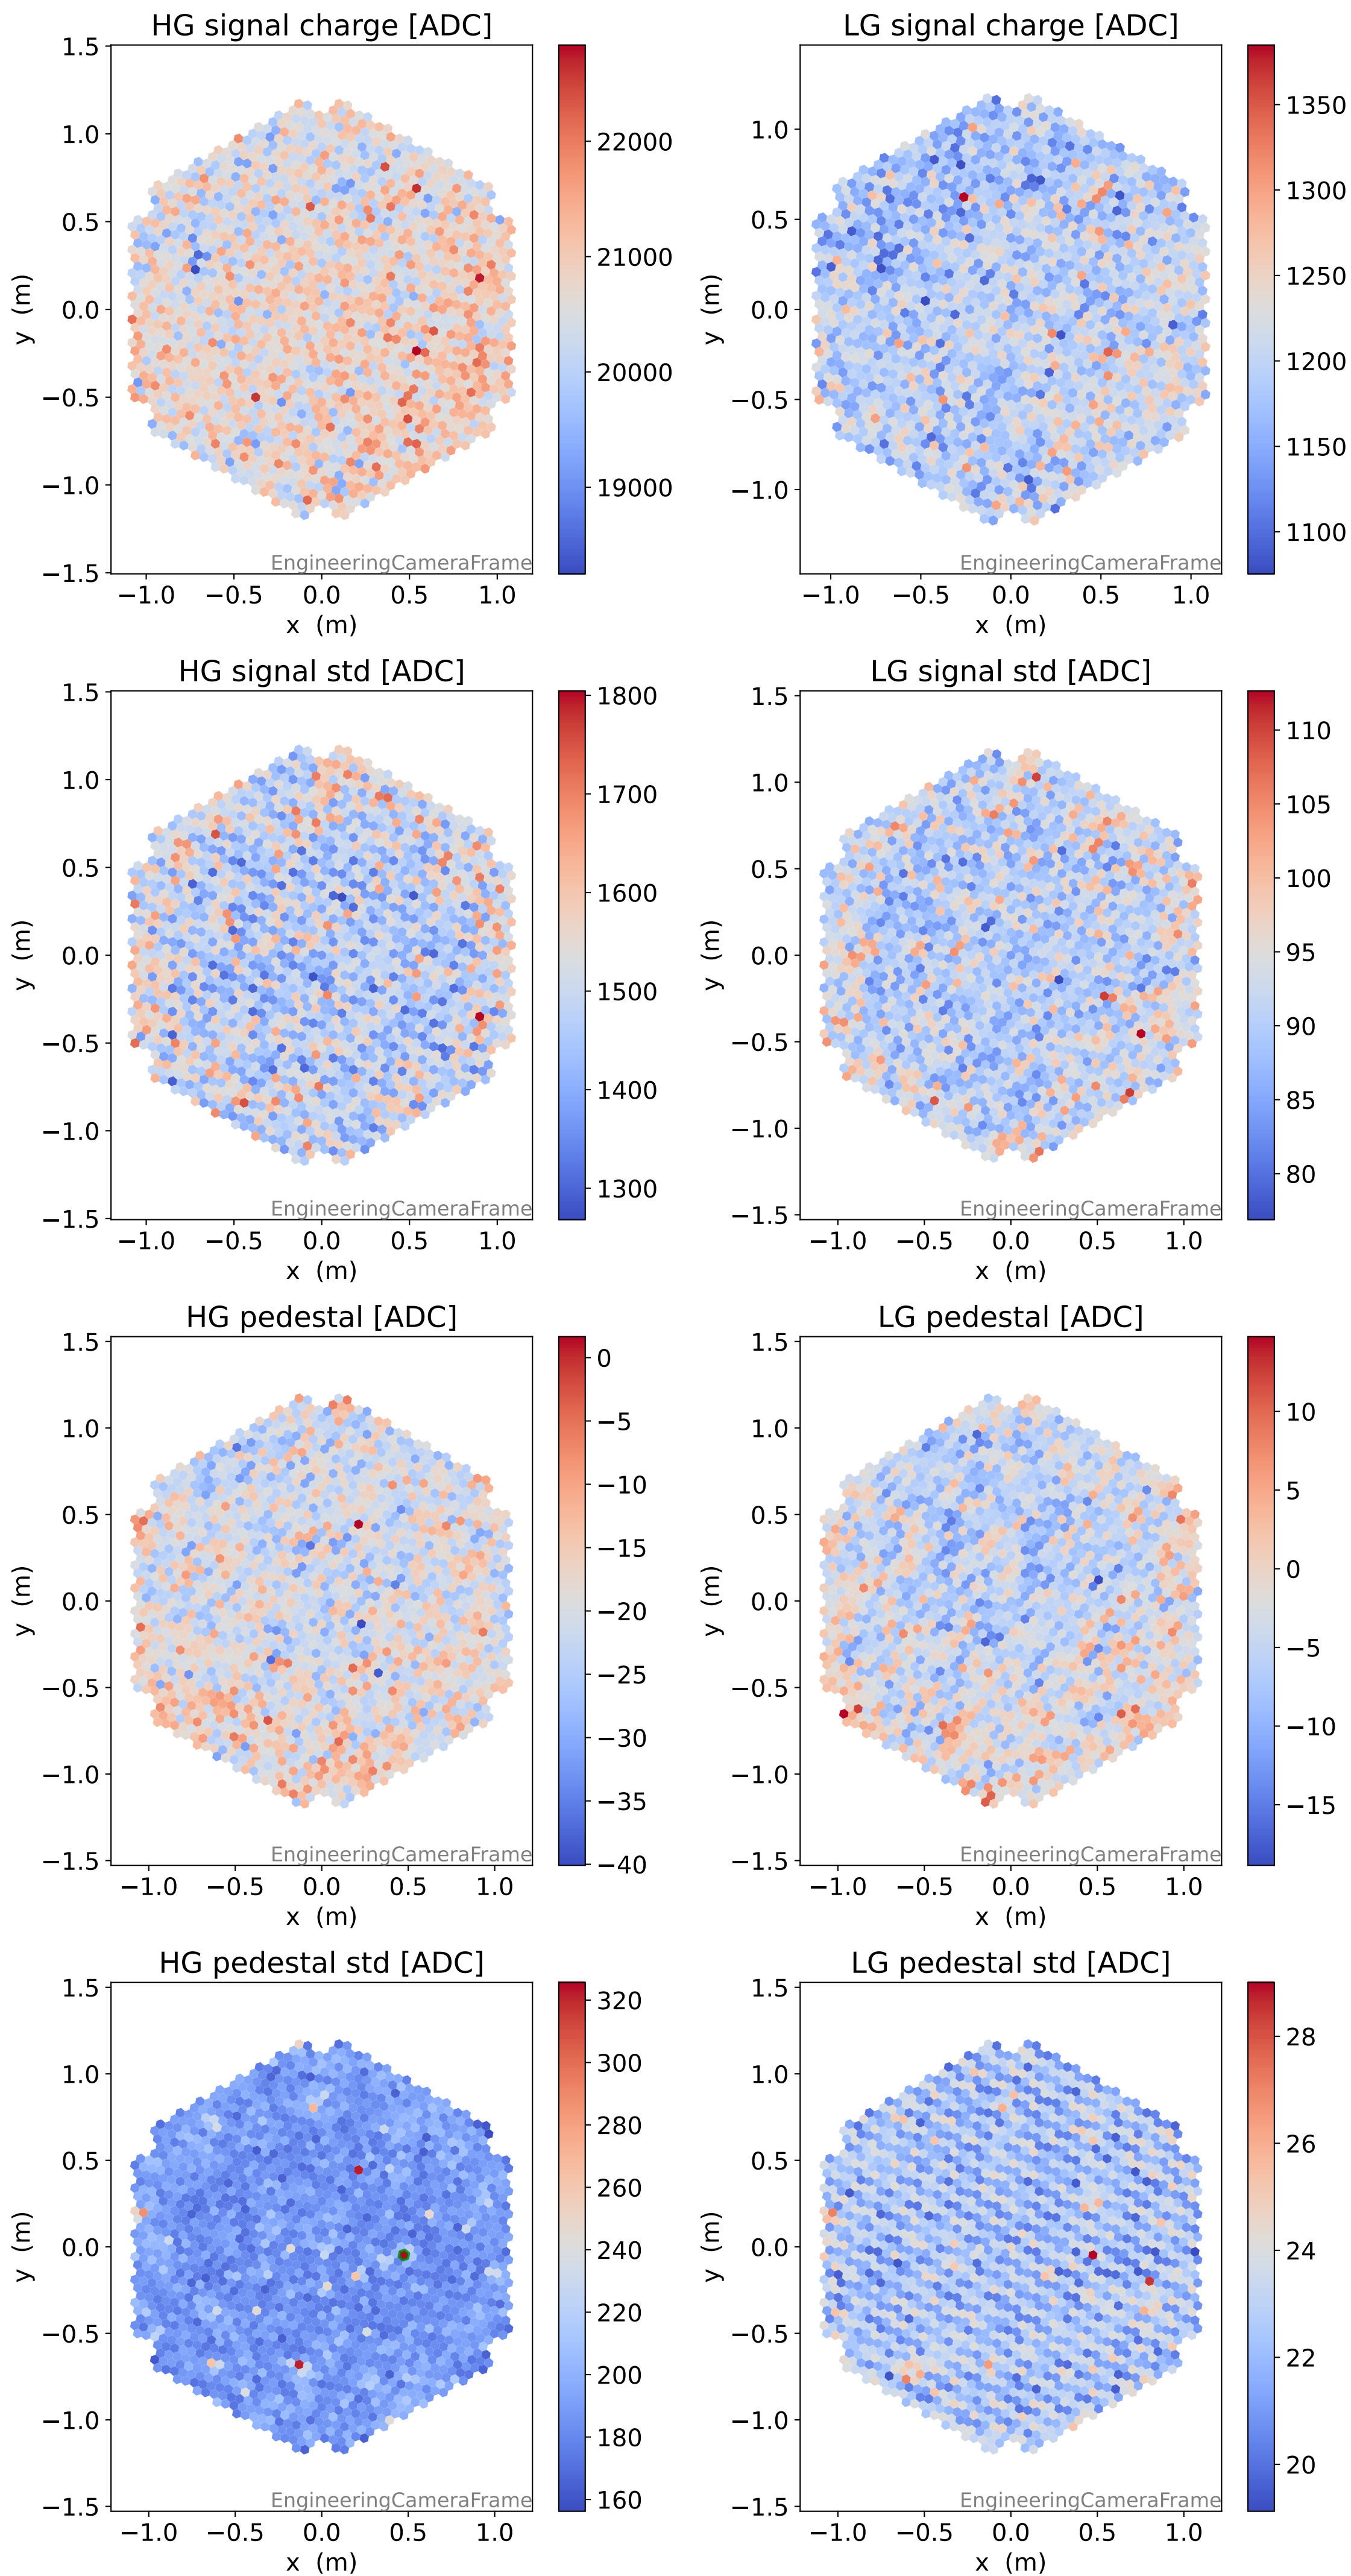 HG signal charge [ADC]
1.5
1.0
0.5
0.0
−0.5
−1.0
−1.5
y (m)
EngineeringCameraFrame
−1.0 −0.5 0.0 0.5 1.0
x (m)
22000
21000
20000
19000
LG signal charge [ADC]
1.0
0.5
0.0
−0.5
−1.0
y (m)
EngineeringCameraFrame
−1.0 −0.5 0.0 0.5 1.0
x (m)
1350
1300
1250
1200
1150
1100
HG signal std [ADC]
1.5
1.0
0.5
0.0
−0.5
−1.0
−1.5
y (m)
EngineeringCameraFrame
−1.0 −0.5 0.0 0.5 1.0
x (m)
1800
1700
1600
1500
1400
1300
LG signal std [ADC]
1.5
1.0
0.5
0.0
−0.5
−1.0
−1.5
y (m)
EngineeringCameraFrame
−1.0 −0.5 0.0 0.5 1.0
x (m)
110
105
100
95
90
85
80
HG pedestal [ADC]
1.5
1.0
0.5
0.0
−0.5
−1.0
−1.5
y (m)
EngineeringCameraFrame
−1.0 −0.5 0.0 0.5 1.0
x (m)
0
−5
−10
−15
−20
−25
−30
−35
−40
LG pedestal [ADC]
1.5
1.0
0.5
0.0
−0.5
−1.0
−1.5
y (m)
EngineeringCameraFrame
−1.0 −0.5 0.0 0.5 1.0
x (m)
10
5
0
−5
−10
−15
HG pedestal std [ADC]
1.5
1.0
0.5
0.0
−0.5
−1.0
−1.5
y (m)
EngineeringCameraFrame
−1.0 −0.5 0.0 0.5 1.0
x (m)
320
300
280
260
240
220
200
180
160
LG pedestal std [ADC]
1.5
1.0
0.5
0.0
−0.5
−1.0
−1.5
y (m)
EngineeringCameraFrame
−1.0 −0.5 0.0 0.5 1.0
x (m)
28
26
24
22
20